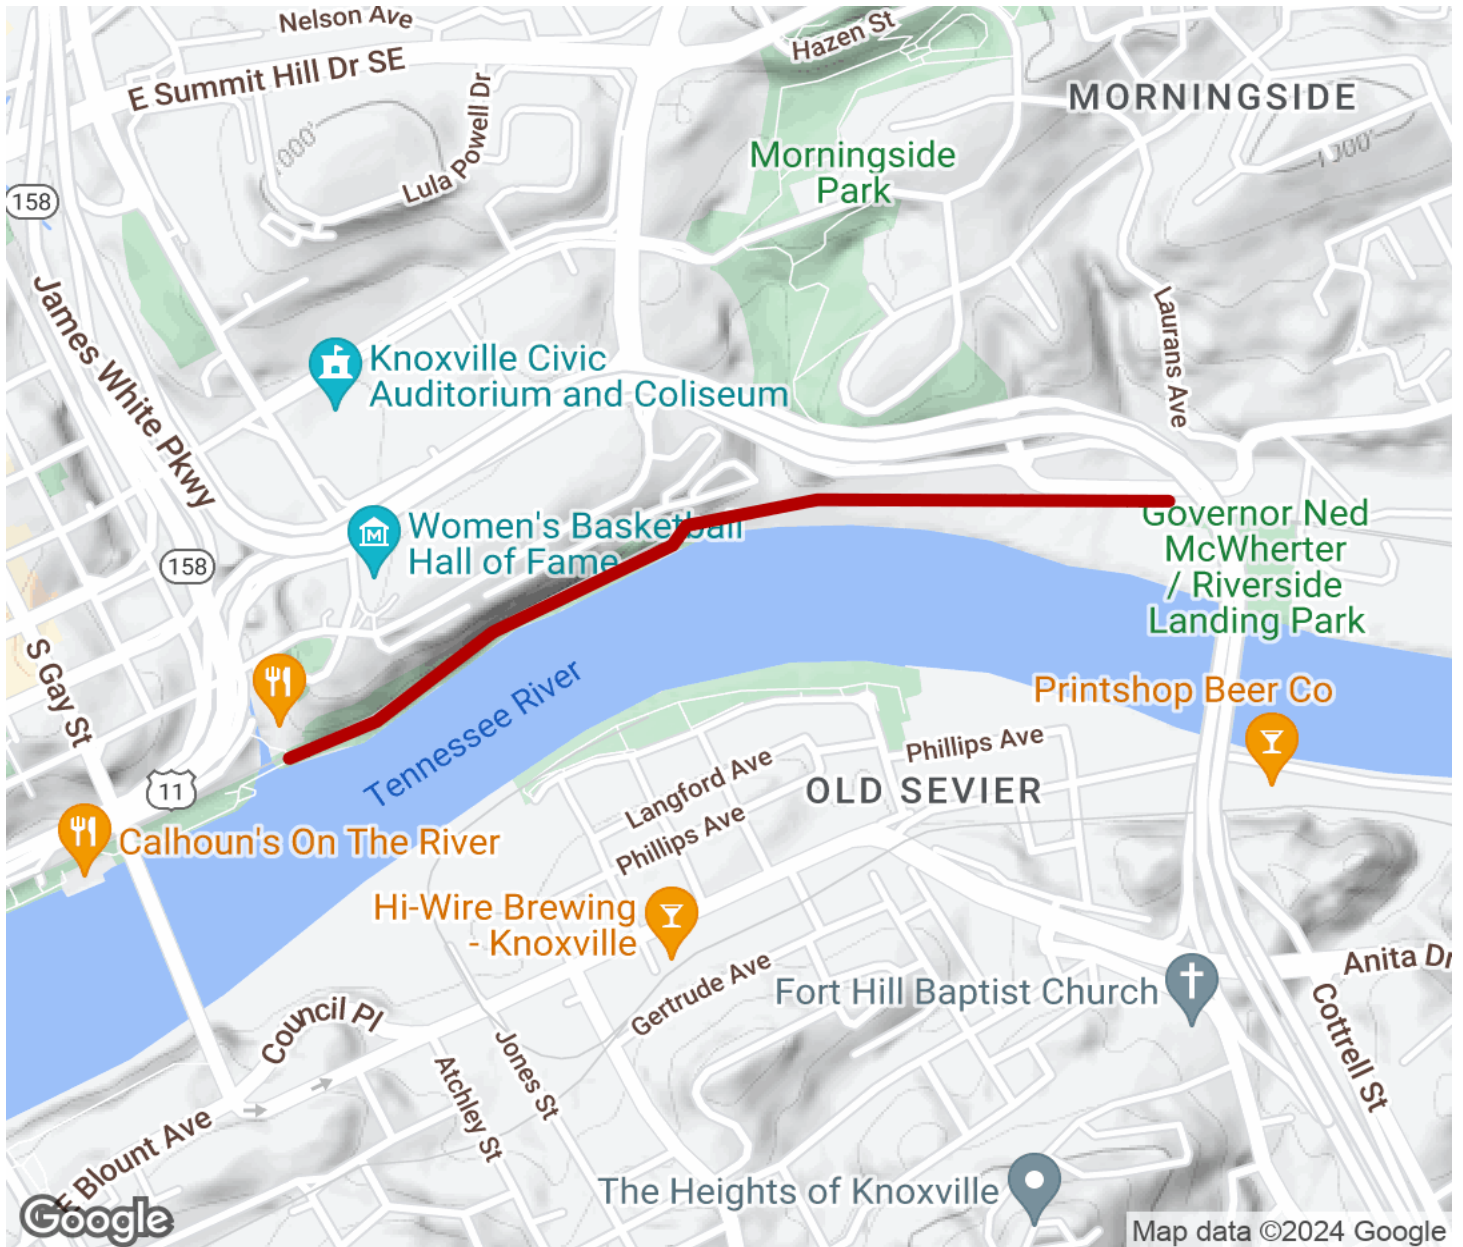 Nelson Ave
E Summit Hill Dr SE
Hazen St
MORNINGSIDE
Lula Powell Dr
Morningside
Park
158
James White Pkwy
Laurans Ave
Knoxville Civic
Auditorium and Coliseum
Women's Basketball
Hall of Fame
Governor Ned
McWherter
/ Riverside
Landing Park
158
S Gay St
Tennessee River
Printshop Beer Co
Phillips Ave
11
OLD SEVIER
Langford Ave
Phillips Ave
Calhoun's On The River
Hi-Wire Brewing
- Knoxville
Gertrude Ave
Fort Hill Baptist Church
Anita Dr
Cottrell St
Council Pl
Jones St
Atchley St
E Blount Ave
The Heights of Knoxville
Google
Map data ©2024 Google